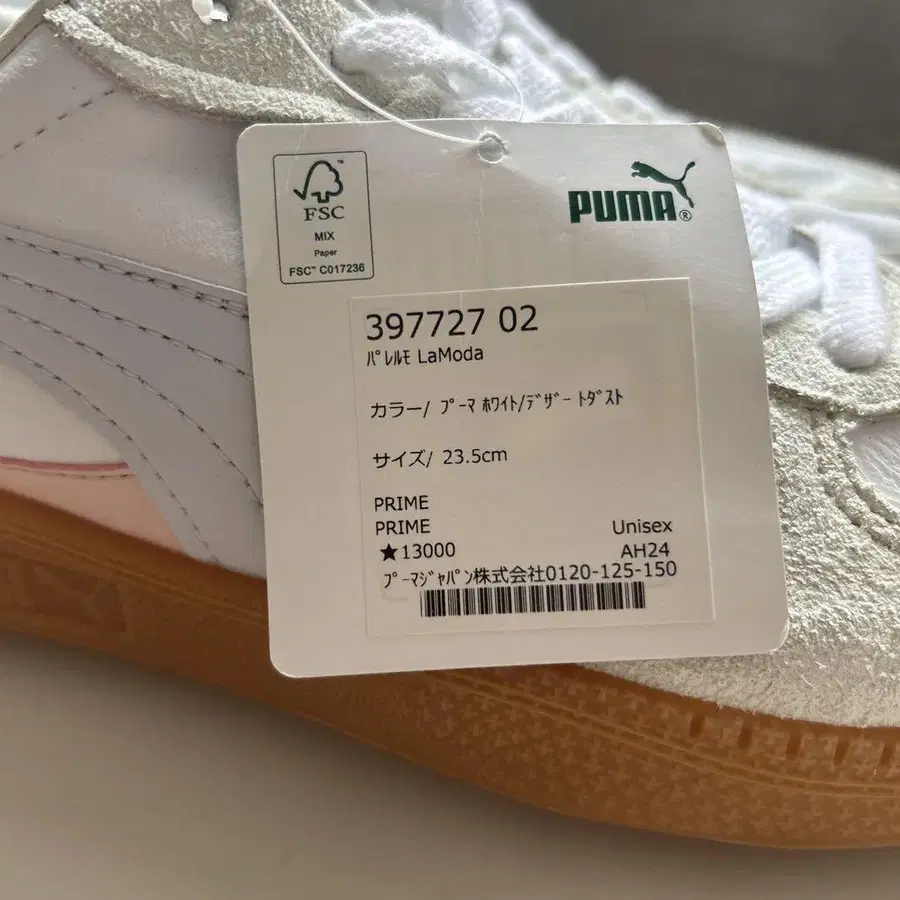 FSC
MIX
Paper
FSC™ C017236
PUMA®
397727 02
ﾊﾟﾚﾙﾓ LaModa
カラー/ ﾌﾟｰﾏ ﾎﾜｲﾄ/ﾃﾞｻﾞｰﾄﾀﾞｽﾄ
サイズ/ 23.5cm
PRIME
PRIME Unisex
★13000 AH24
ﾌﾟｰﾏｼﾞｬﾊﾟﾝ株式会社0120-125-150